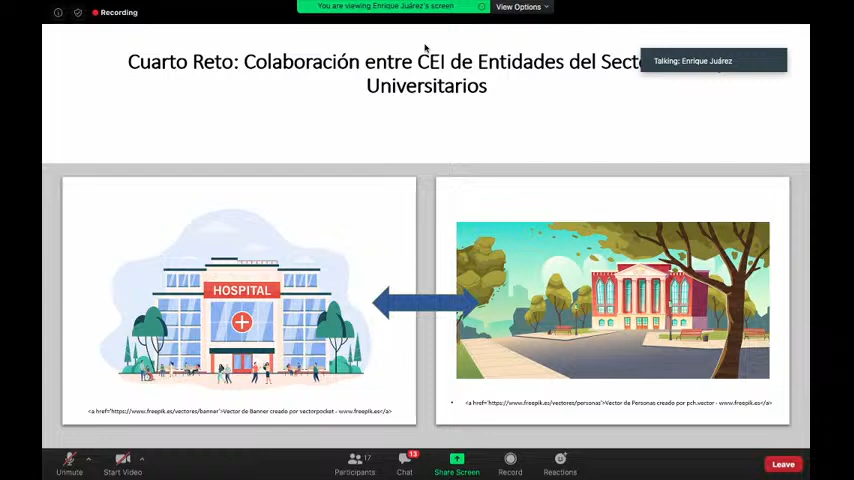 Recording
You are viewing Enrique Juárez's screen
View Options
Cuarto Reto: Colaboración entre CEI de Entidades del
Talking: Enrique Juárez
Universitarios
HOSPITAL
<a href='https://www.freepik.es/vectores/banner'>Vector de Banner creado por vectorpocket - www.freepik.es</a>
• <a href='https://www.freepik.es/vectores/personas'>Vector de Personas creado por pch.vector - www.freepik.es</a>
Unmute
Start Video
Participants
17
Chat
13
Share Screen
Record
Reactions
Leave